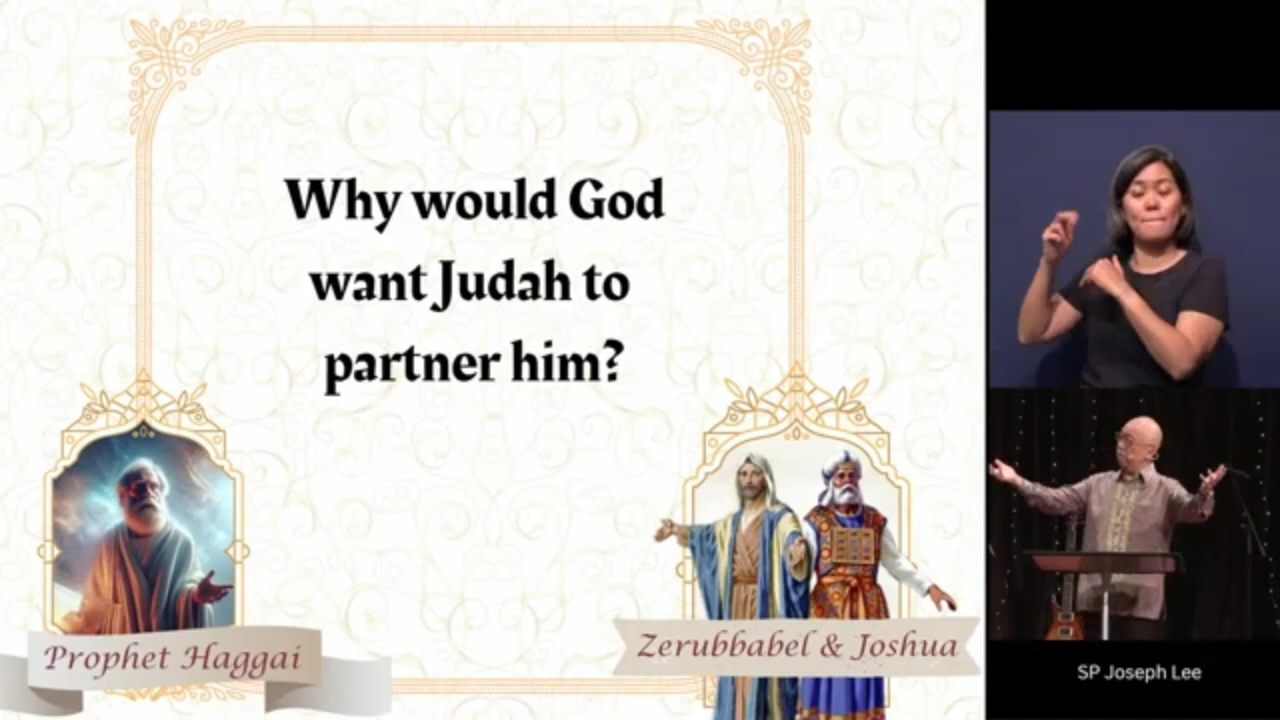 Why would God
want Judah to
partner him?
Prophet Haggai
Zerubbabel & Joshua
SP Joseph Lee